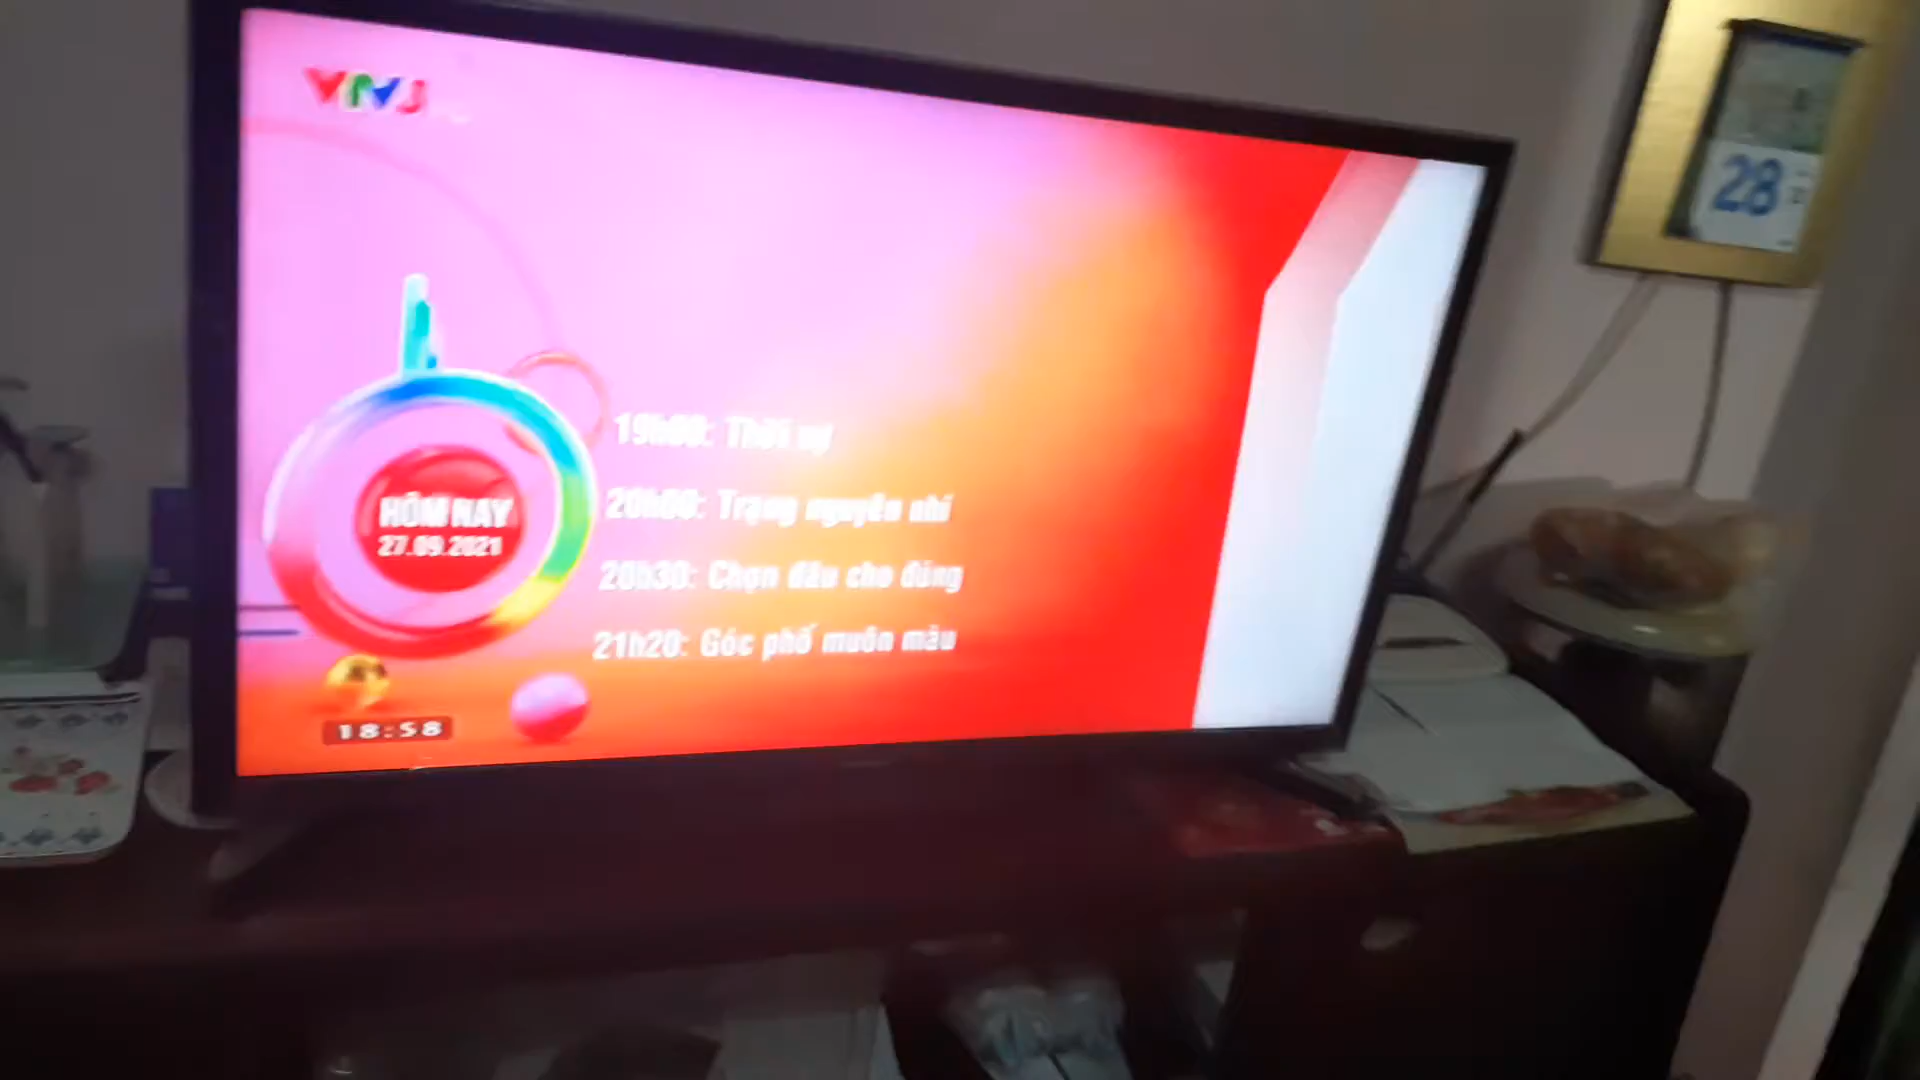 VTV3
28
19h00: Thời sự
20h00: Trạng nguyên nhí
HÔM NAY
27.09.2021
20h30: Chọn đâu cho đúng
21h20: Góc phố muôn màu
18:58